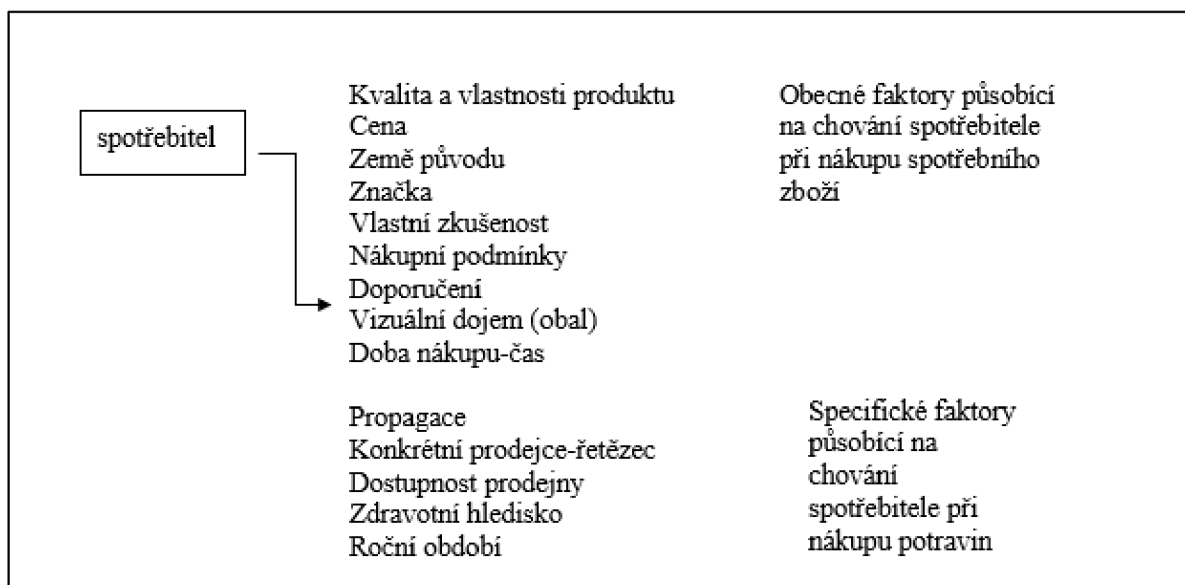 spotřebitel
Kvalita a vlastnosti produktu
Cena
Země původu
Značka
Vlastní zkušenost
Nákupní podmínky
Doporučení
Vizuální dojem (obal)
Doba nákupu-čas
Obecné faktory působící
na chování spotřebitele
při nákupu spotřebního
zboží
Propagace
Konkrétní prodejce-řetězec
Dostupnost prodejny
Zdravotní hledisko
Roční období
Specifické faktory
působící na
chování
spotřebitele při
nákupu potravin